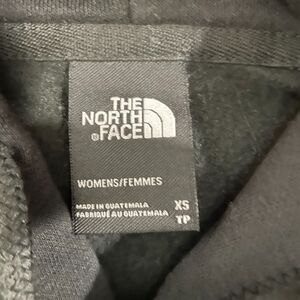 THE
NORTH
FACE
WOMENS/FEMMES
MADE IN GUATEMALA XS
FABRIQUÉ AU GUATEMALA TP